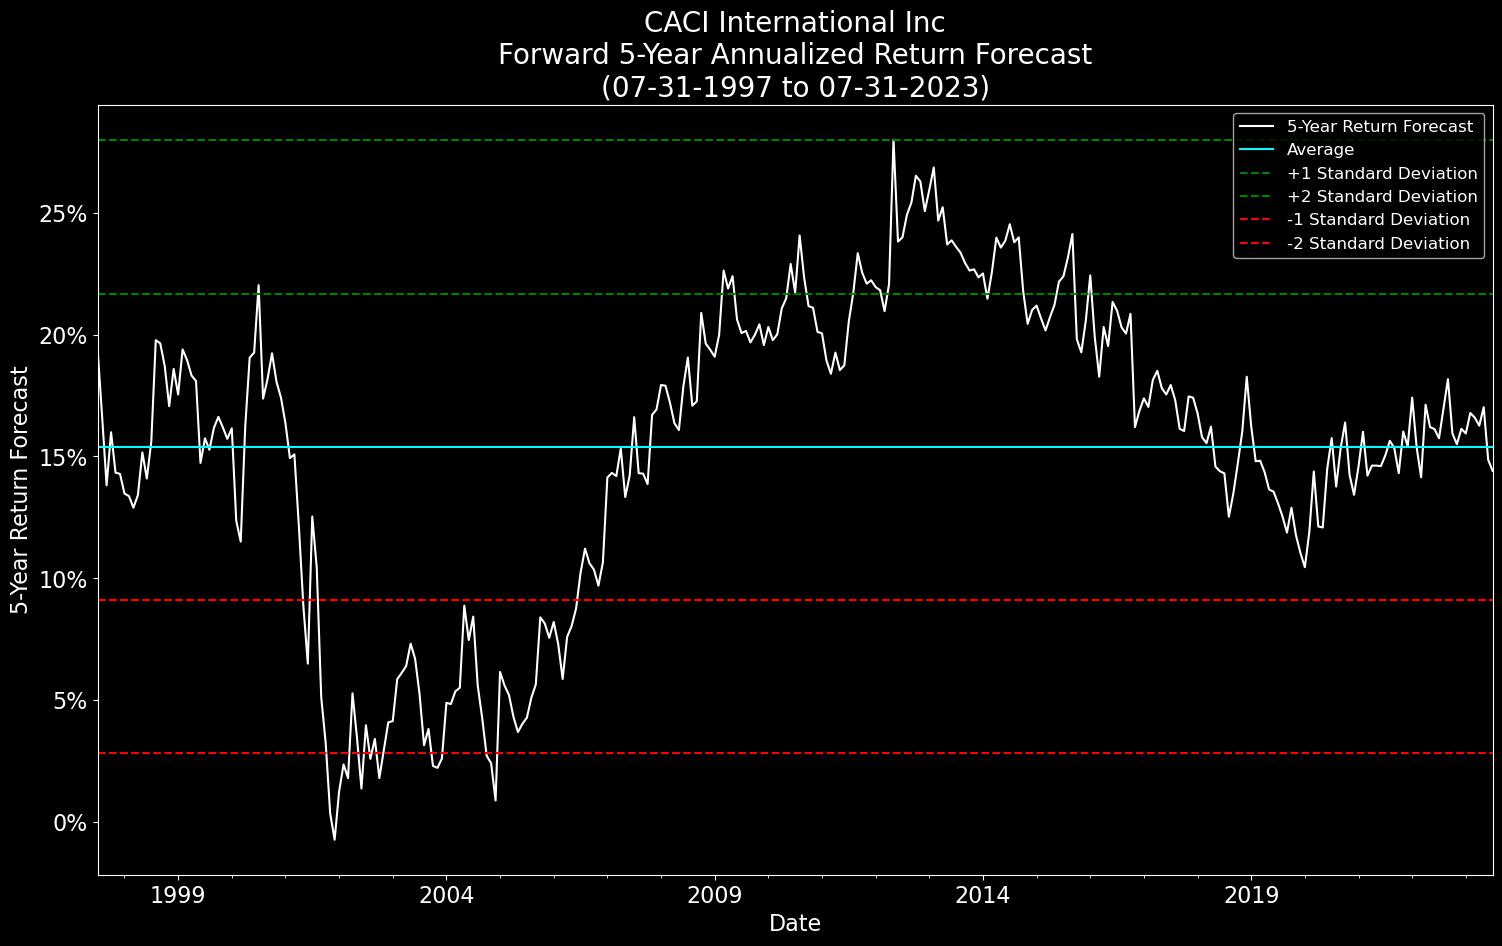 CACI International Inc
Forward 5-Year Annualized Return Forecast
(07-31-1997 to 07-31-2023)
5-Year Return Forecast
Average
+1 Standard Deviation
+2 Standard Deviation
-1 Standard Deviation
-2 Standard Deviation
25%
20%
15%
10%
5%
0%
5-Year Return Forecast
1999 2004 2009 2014 2019
Date